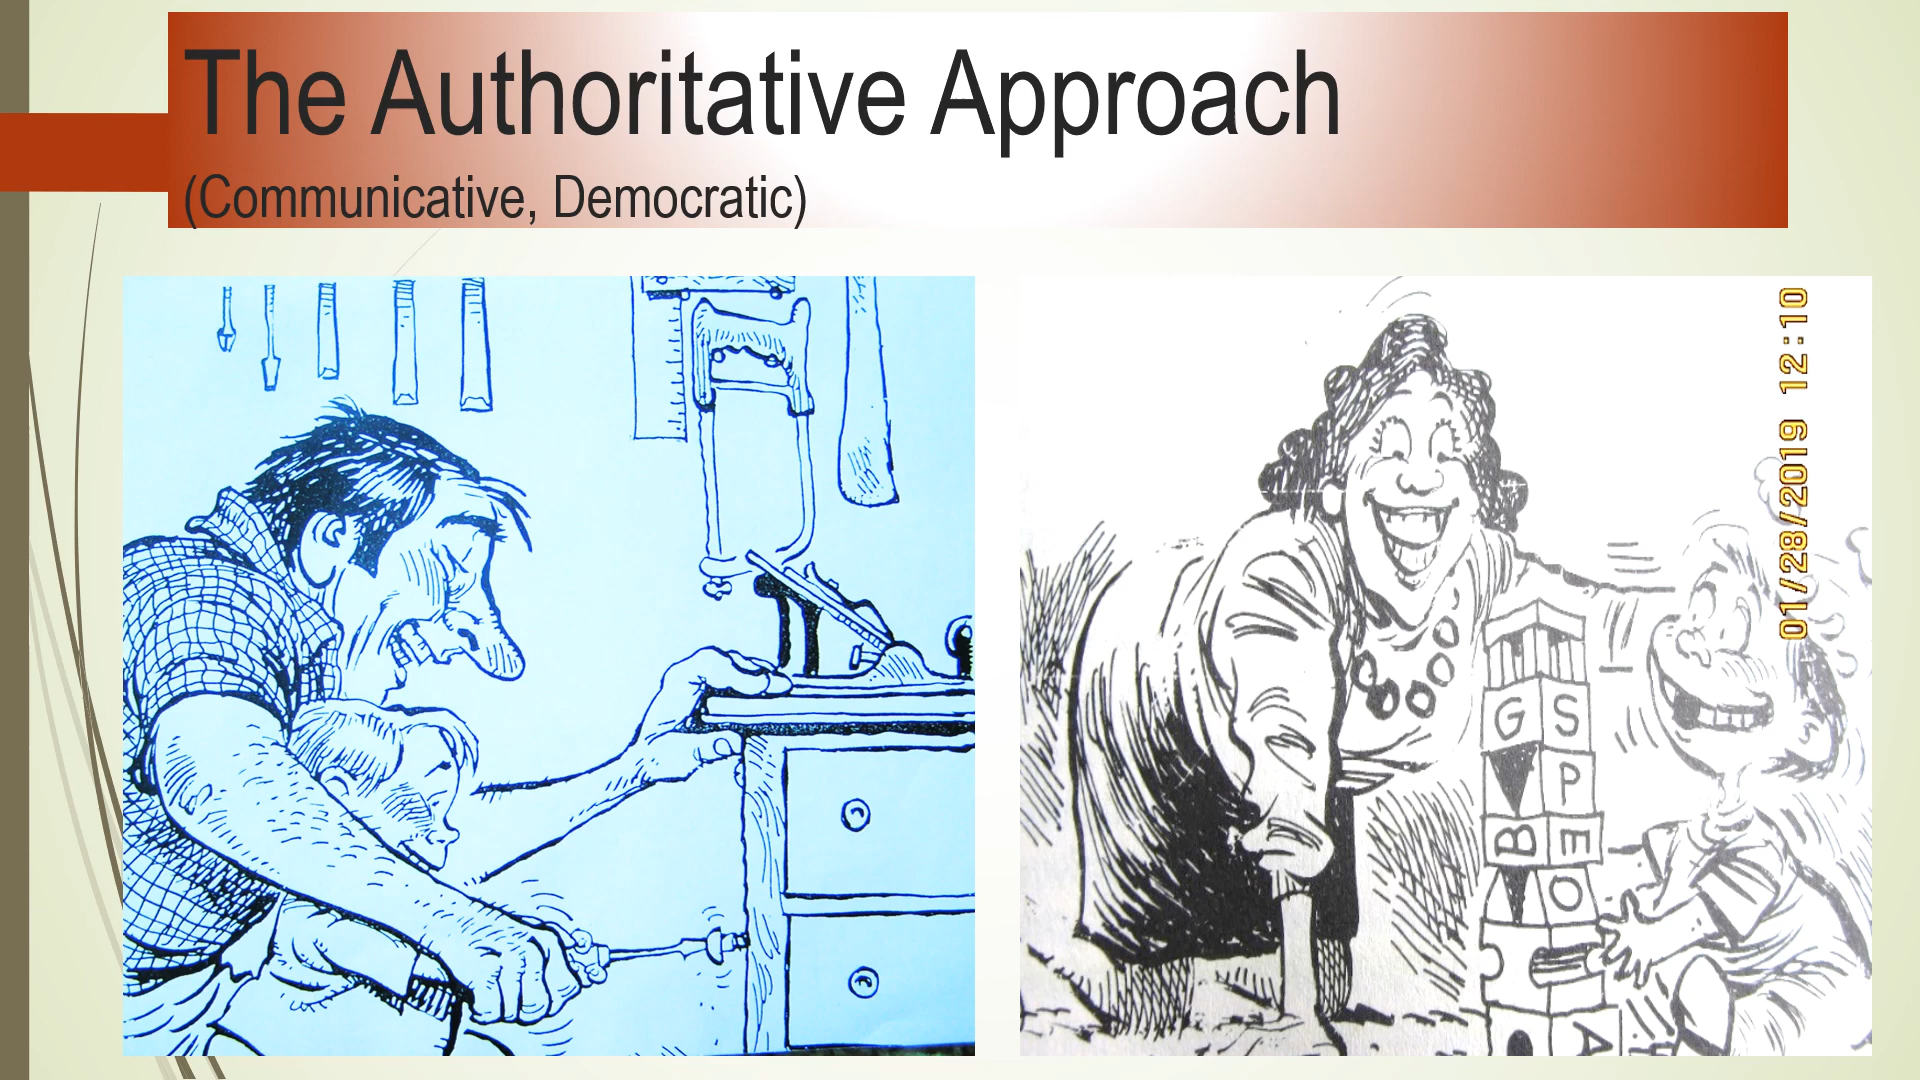 The Authoritative Approach
(Communicative, Democratic)
01/28/2019 12:10
G S
P
B E
O
A